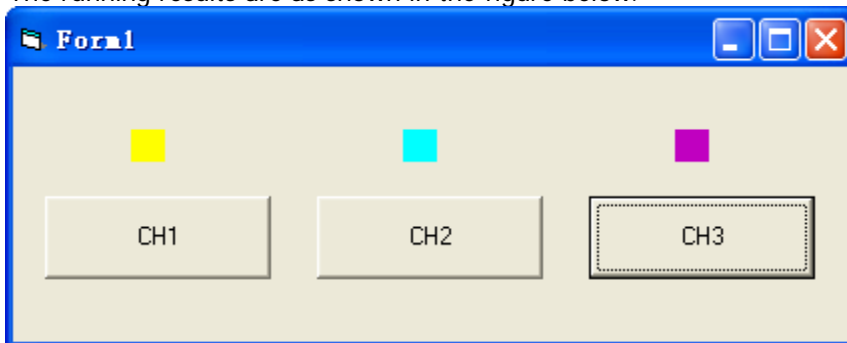 The running results are as shown in the figure below:
Form1
CH1
CH2
CH3